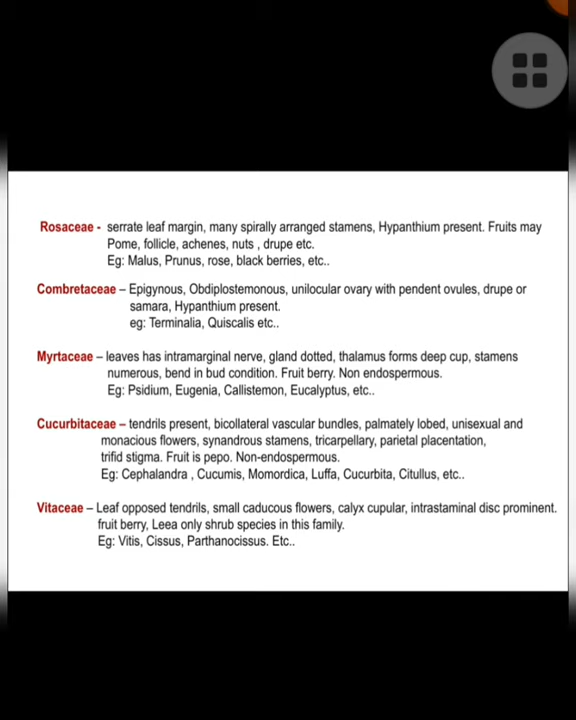 Rosaceae - serrate leaf margin, many spirally arranged stamens, Hypanthium present. Fruits may
Pome, follicle, achenes, nuts , drupe etc.
Eg: Malus, Prunus, rose, black berries, etc..
Combretaceae – Epigynous, Obdiplostemonous, unilocular ovary with pendent ovules, drupe or
samara, Hypanthium present.
eg: Terminalia, Quiscalis etc..
Myrtaceae – leaves has intramarginal nerve, gland dotted, thalamus forms deep cup, stamens
numerous, bend in bud condition. Fruit berry. Non endospermous.
Eg: Psidium, Eugenia, Callistemon, Eucalyptus, etc..
Cucurbitaceae – tendrils present, bicollateral vascular bundles, palmately lobed, unisexual and
monacious flowers, synandrous stamens, tricarpellary, parietal placentation,
trifid stigma. Fruit is pepo. Non-endospermous.
Eg: Cephalandra , Cucumis, Momordica, Luffa, Cucurbita, Citullus, etc..
Vitaceae – Leaf opposed tendrils, small caducous flowers, calyx cupular, intrastaminal disc prominent.
fruit berry, Leea only shrub species in this family.
Eg: Vitis, Cissus, Parthanocissus. Etc..